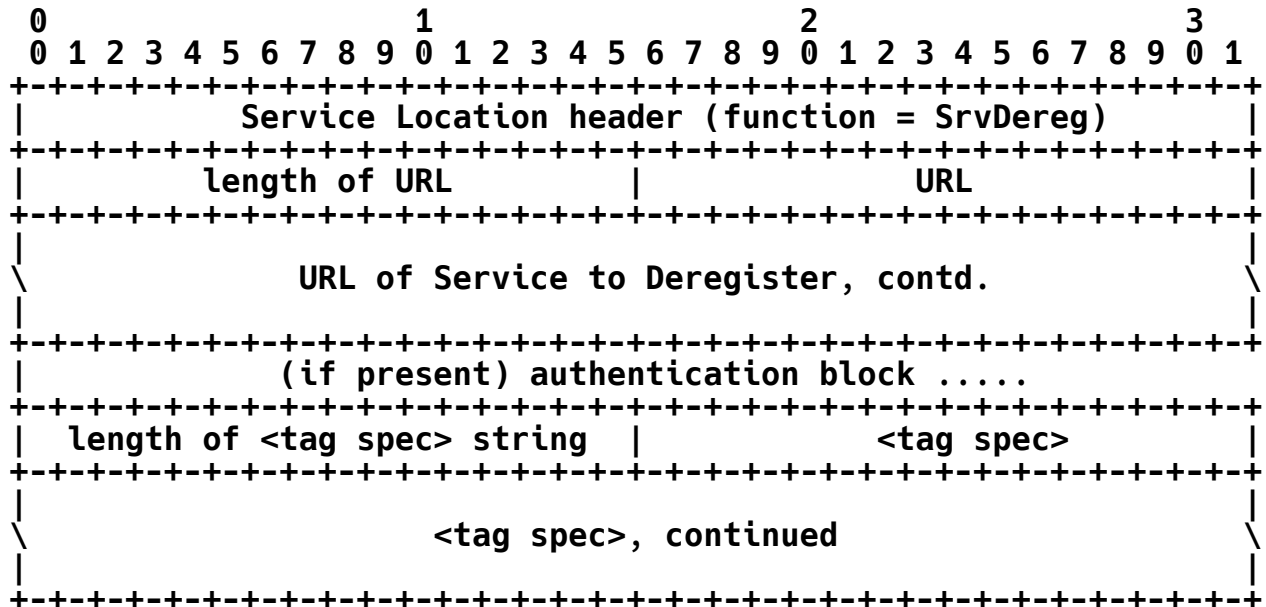 0                   1                   2                   3
 0 1 2 3 4 5 6 7 8 9 0 1 2 3 4 5 6 7 8 9 0 1 2 3 4 5 6 7 8 9 0 1
+-+-+-+-+-+-+-+-+-+-+-+-+-+-+-+-+-+-+-+-+-+-+-+-+-+-+-+-+-+-+-+-+
|           Service Location header (function = SrvDereg)       |
+-+-+-+-+-+-+-+-+-+-+-+-+-+-+-+-+-+-+-+-+-+-+-+-+-+-+-+-+-+-+-+-+
|         length of URL         |              URL              |
+-+-+-+-+-+-+-+-+-+-+-+-+-+-+-+-+-+-+-+-+-+-+-+-+-+-+-+-+-+-+-+-+
|                                                               |
\              URL of Service to Deregister, contd.             \
|                                                               |
+-+-+-+-+-+-+-+-+-+-+-+-+-+-+-+-+-+-+-+-+-+-+-+-+-+-+-+-+-+-+-+-+
|             (if present) authentication block .....
+-+-+-+-+-+-+-+-+-+-+-+-+-+-+-+-+-+-+-+-+-+-+-+-+-+-+-+-+-+-+-+-+
|  length of <tag spec> string  |            <tag spec>         |
+-+-+-+-+-+-+-+-+-+-+-+-+-+-+-+-+-+-+-+-+-+-+-+-+-+-+-+-+-+-+-+-+
|                                                               |
\                     <tag spec>, continued                     \
|                                                               |
+-+-+-+-+-+-+-+-+-+-+-+-+-+-+-+-+-+-+-+-+-+-+-+-+-+-+-+-+-+-+-+-+